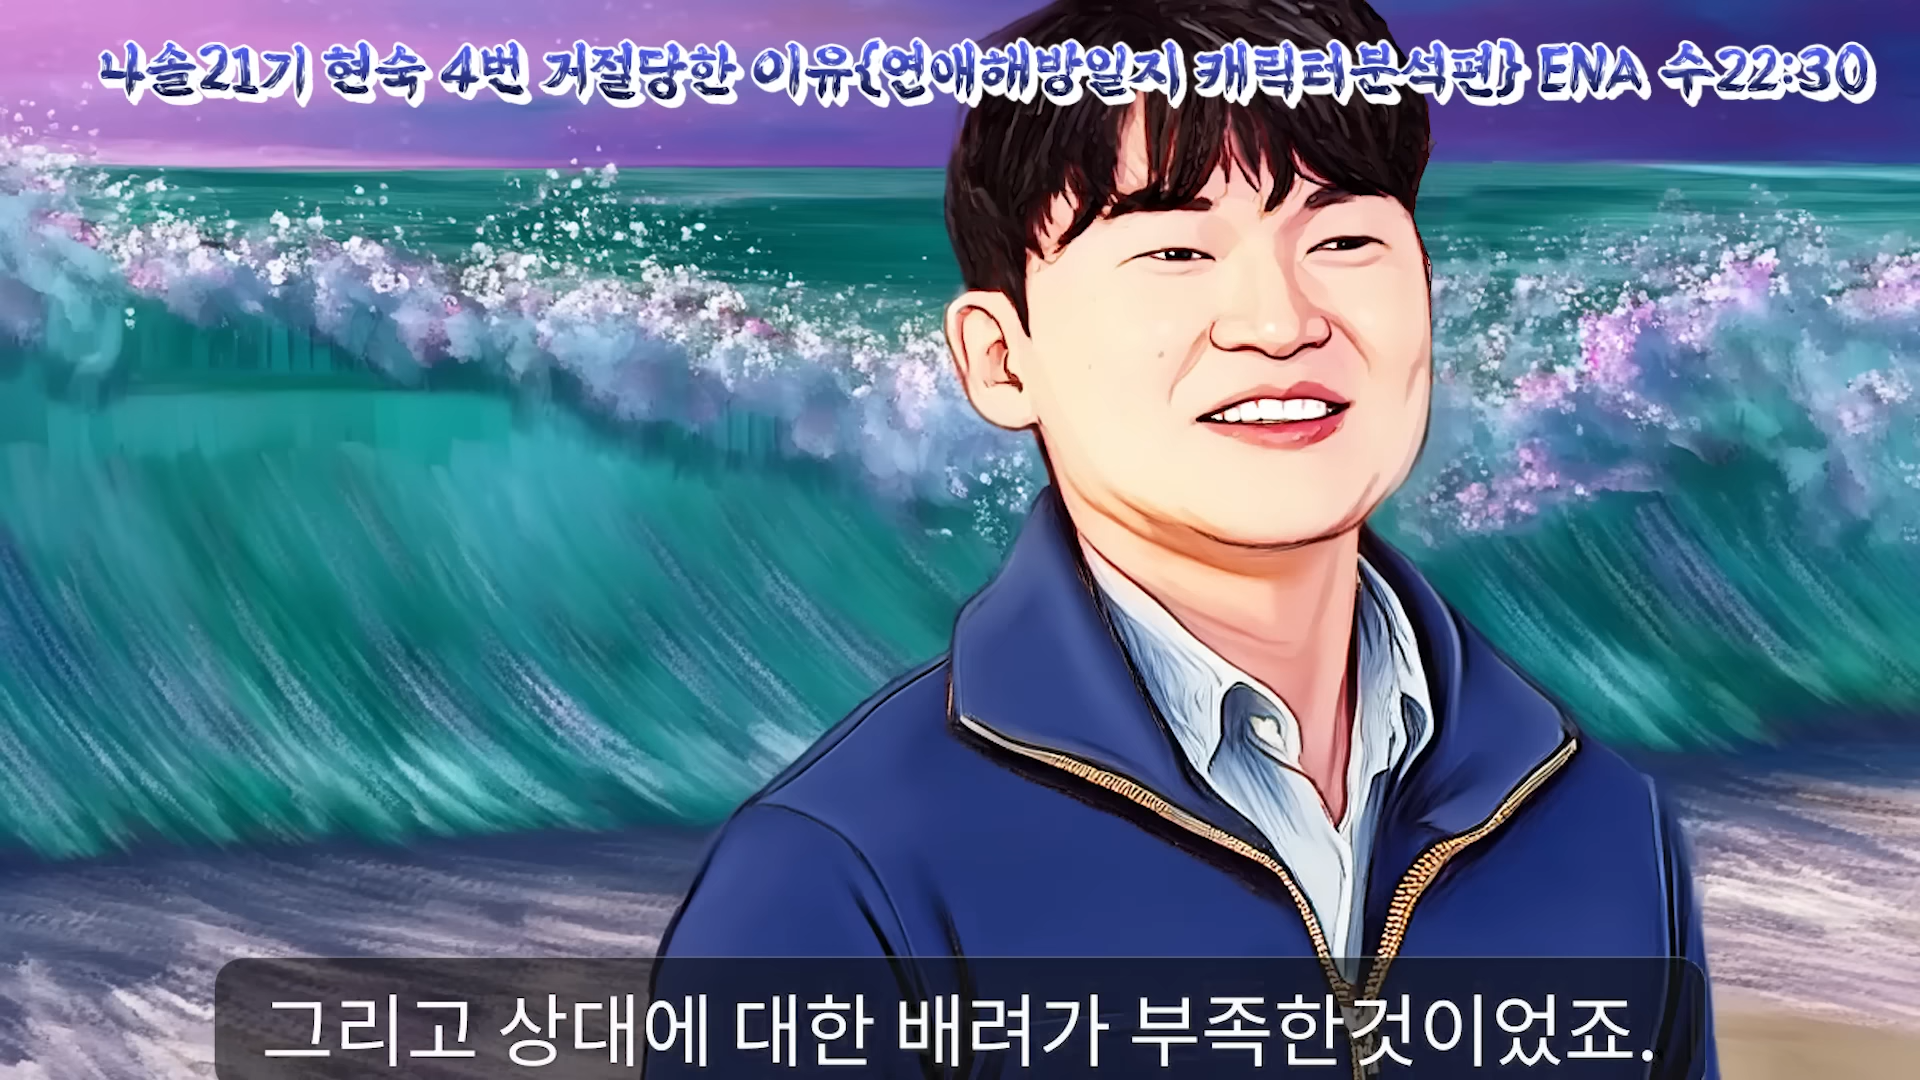 나솔21기 현숙 4번 거절당한 이유{연애해방일지 캐릭터분석편} ENA 수22:30
그리고 상대에 대한 배려가 부족한것이었죠.